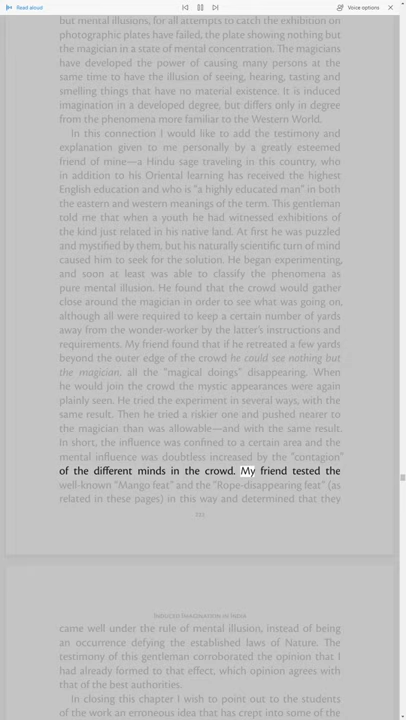 Read aloud
Voice options
but mental illusions, for all attempts to catch the exhibition on
photographic plates have failed, the plate showing nothing but
the magician in a state of mental concentration. The magicians
have developed the power of causing many persons at the
same time to have the illusion of seeing, hearing, tasting and
smelling things that have no material existence. It is induced
imagination in a developed degree, but differs only in degree
from the phenomena more familiar to the Western World.
In this connection I would like to add the testimony and
explanation given to me personally by a greatly esteemed
friend of mine—a Hindu sage traveling in this country, who
in addition to his Oriental learning has received the highest
English education and who is "a highly educated man" in both
the eastern and western meanings of the term. This gentleman
told me that when a youth he had witnessed exhibitions of
the kind just related in his native land. At first he was puzzled
and mystified by them, but his naturally scientific turn of mind
caused him to seek for the solution. He began experimenting,
and soon at least was able to classify the phenomena as
pure mental illusion. He found that the crowd would gather
close around the magician in order to see what was going on,
although all were required to keep a certain number of yards
away from the wonder-worker by the latter's instructions and
requirements. My friend found that if he retreated a few yards
beyond the outer edge of the crowd he could see nothing but
the magician, all the "magical doings" disappearing. When
he would join the crowd the mystic appearances were again
plainly seen. He tried the experiment in several ways, with the
same result. Then he tried a riskier one and pushed nearer to
the magician than was allowable—and with the same result.
In short, the influence was confined to a certain area and the
mental influence was doubtless increased by the "contagion"
of the different minds in the crowd. My friend tested the
well-known "Mango feat" and the "Rope-disappearing feat" (as
related in these pages) in this way and determined that they
Induced Imagination in India
came well under the rule of mental illusion, instead of being
an occurrence defying the established laws of Nature. The
testimony of this gentleman corroborated the opinion that I
had already formed to that effect, which opinion agrees with
that of the best authorities.
In closing this chapter I wish to point out to the students
of the work an erroneous idea that has crept into some of the